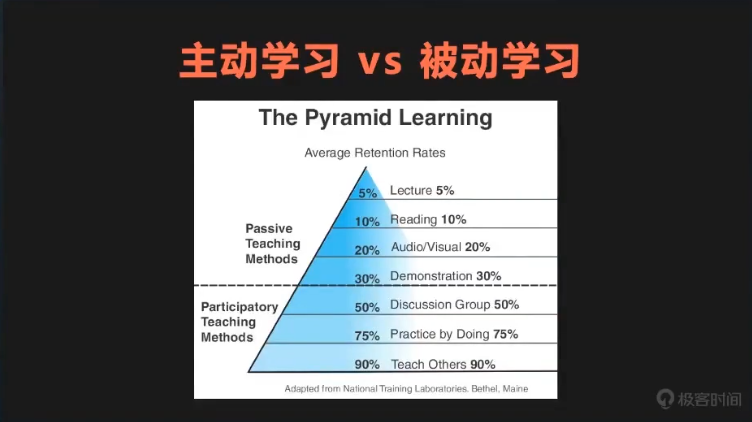 主动学习 vs 被动学习
The Pyramid Learning
Average Retention Rates
5% Lecture 5%
10% Reading 10%
Passive
Teaching
Methods
20% Audio/Visual 20%
30% Demonstration 30%
Participatory
Teaching
Methods
50% Discussion Group 50%
75% Practice by Doing 75%
90% Teach Others 90%
Adapted from National Training Laboratories. Bethel, Maine
极客时间